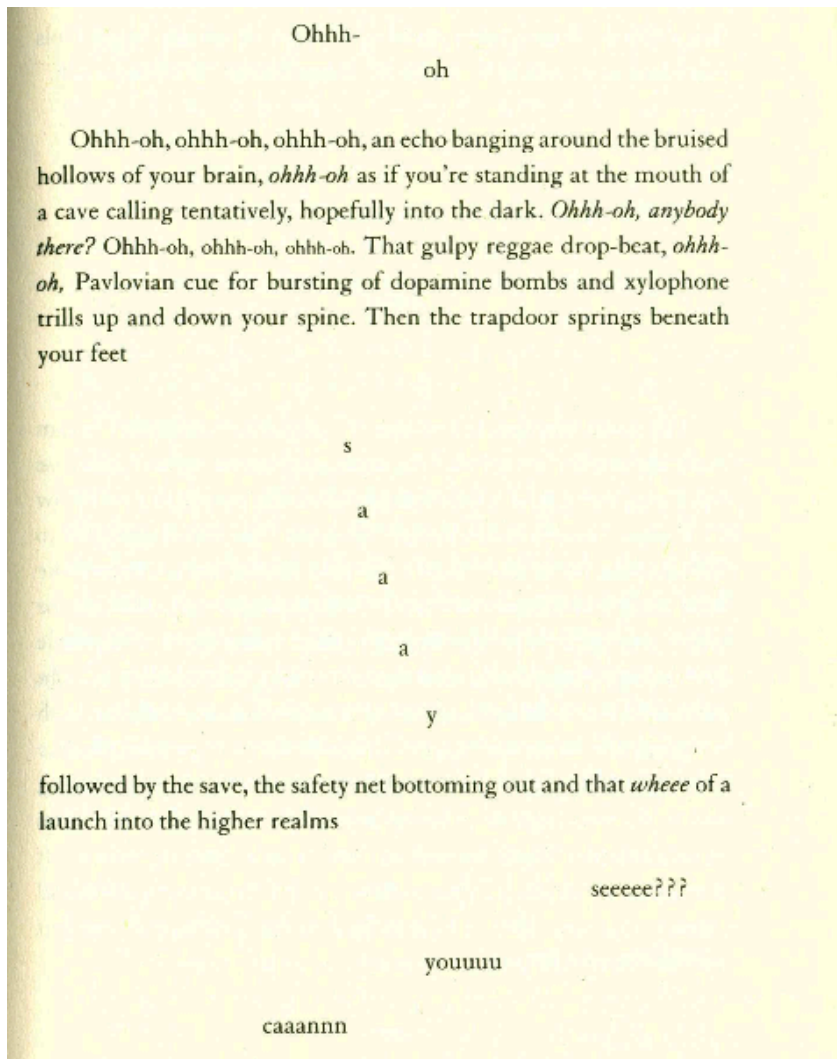 Ohhh-
oh
Ohhh-oh, ohhh-oh, ohhh-oh, an echo banging around the bruised
hollows of your brain, ohhh-oh as if you're standing at the mouth of
a cave calling tentatively, hopefully into the dark. Ohhh-oh, anybody
there? Ohhh-oh, ohhh-oh, ohhh-oh. That gulpy reggae drop-beat, ohhh-
oh, Pavlovian cue for bursting of dopamine bombs and xylophone
trills up and down your spine. Then the trapdoor springs beneath
your feet
s
a
a
a
y
followed by the save, the safety net bottoming out and that wheee of a
launch into the higher realms
seeeee???
youuuu
caaannn